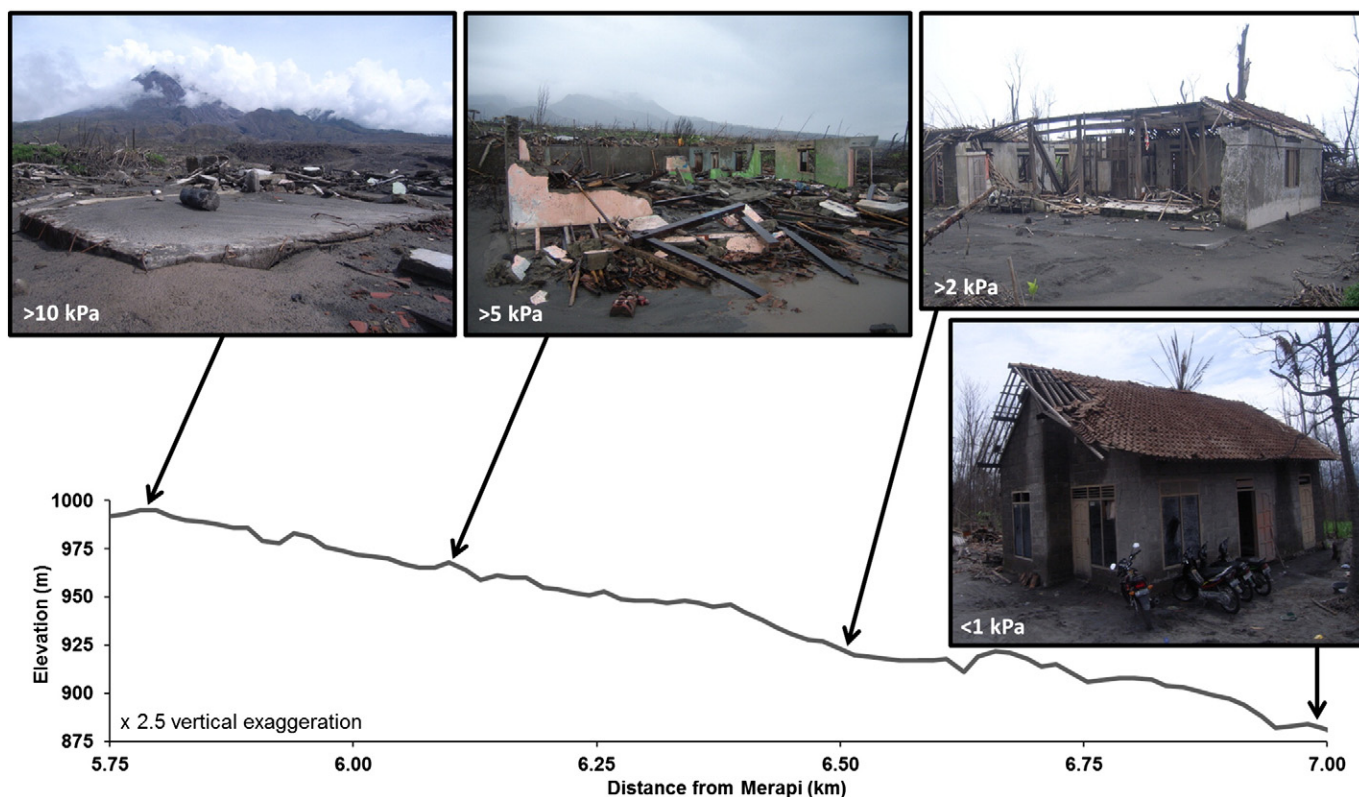 >10 kPa
>5 kPa
>2 kPa
<1 kPa
Elevation (m)
1000
975
950
925
900
875
x 2.5 vertical exaggeration
5.75
6.00
6.25
6.50
6.75
7.00
Distance from Merapi (km)